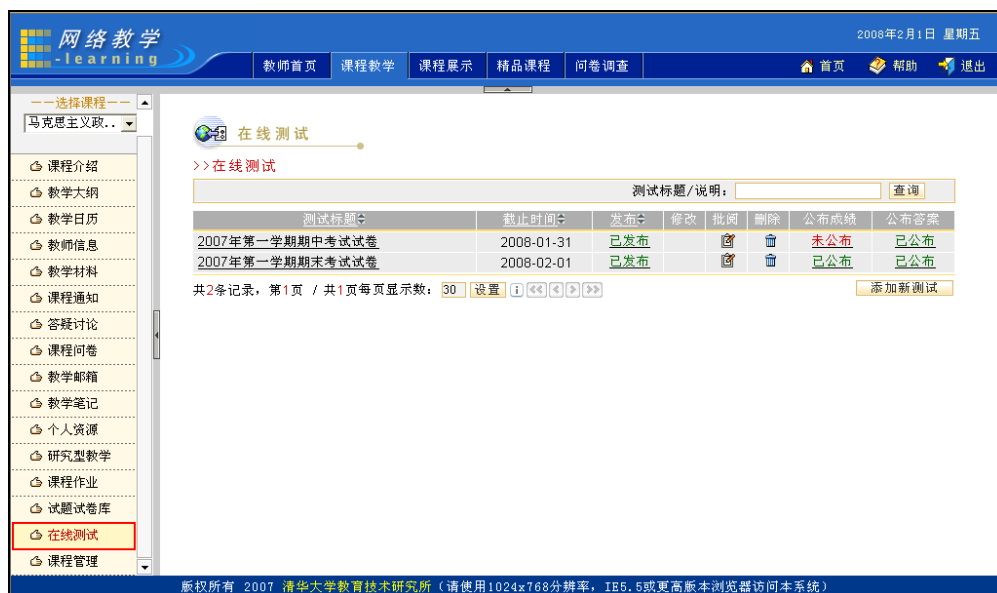 网络教学
-learning
2008年2月1日 星期五
教师首页 课程教学 课程展示 精品课程 问卷调查 首页 帮助 退出
——选择课程——
马克思主义政..
课程介绍
教学大纲
教学日历
教师信息
教学材料
课程通知
答疑讨论
课程问卷
教学邮箱
教学笔记
个人资源
研究型教学
课程作业
试题试卷库
在线测试
课程管理
在线测试
>>在线测试
测试标题/说明: 查询
测试标题 截止时间 发布 修改 批阅 删除 公布成绩 公布答案
2007年第一学期期中考试试卷 2008-01-31 已发布 未公布 已公布
2007年第一学期期末考试试卷 2008-02-01 已发布 已公布 已公布
共2条记录，第1页 / 共1页每页显示数: 30 设置 i << < > >> 添加新测试
版权所有 2007 清华大学教育技术研究所（请使用1024x768分辨率，IE5.5或更高版本浏览器访问本系统）